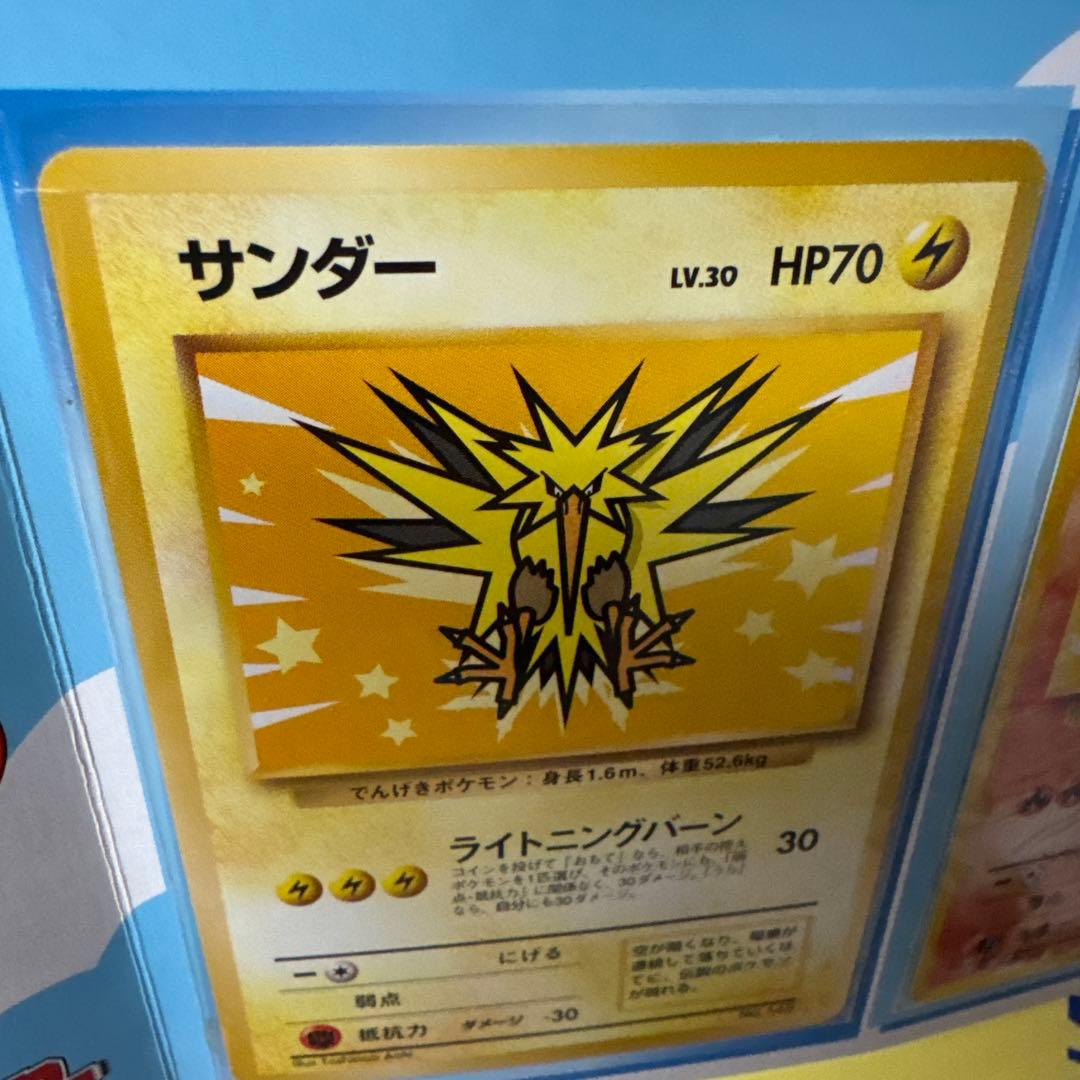 サンダー
LV.30 HP70
でんげきポケモン：身長1.6m、体重52.6kg
ライトニングバーン 30
コインを投げて「おもて」なら、相手の控え
ポケモンを1匹選び、そのポケモンにも、「弱
点・抵抗力」に関係なく、30ダメージ。「うら」
なら、自分にも30ダメージ。
ー にげる
弱点
抵抗力 ダメージ -30
空が暗くなり、稲妻が
連続して落ちていくは
てに、伝説のポケモン
が現れる。